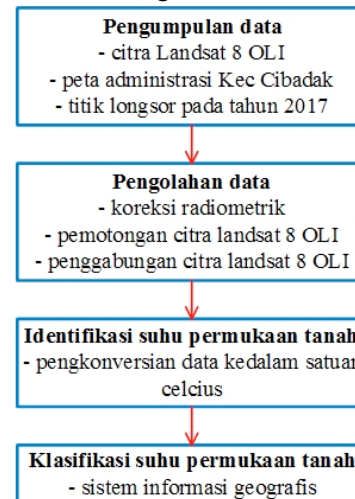 Pengumpulan data
- citra Landsat 8 OLI
- peta administrasi Kec Cibadak
- titik longsor pada tahun 2017
Pengolahan data
- koreksi radiometrik
- pemotongan citra landsat 8 OLI
- penggabungan citra landsat 8 OLI
Identifikasi suhu permukaan tanah
- pengkonversian data kedalam satuan
celcius
Klasifikasi suhu permukaan tanah
- sistem informasi geografis